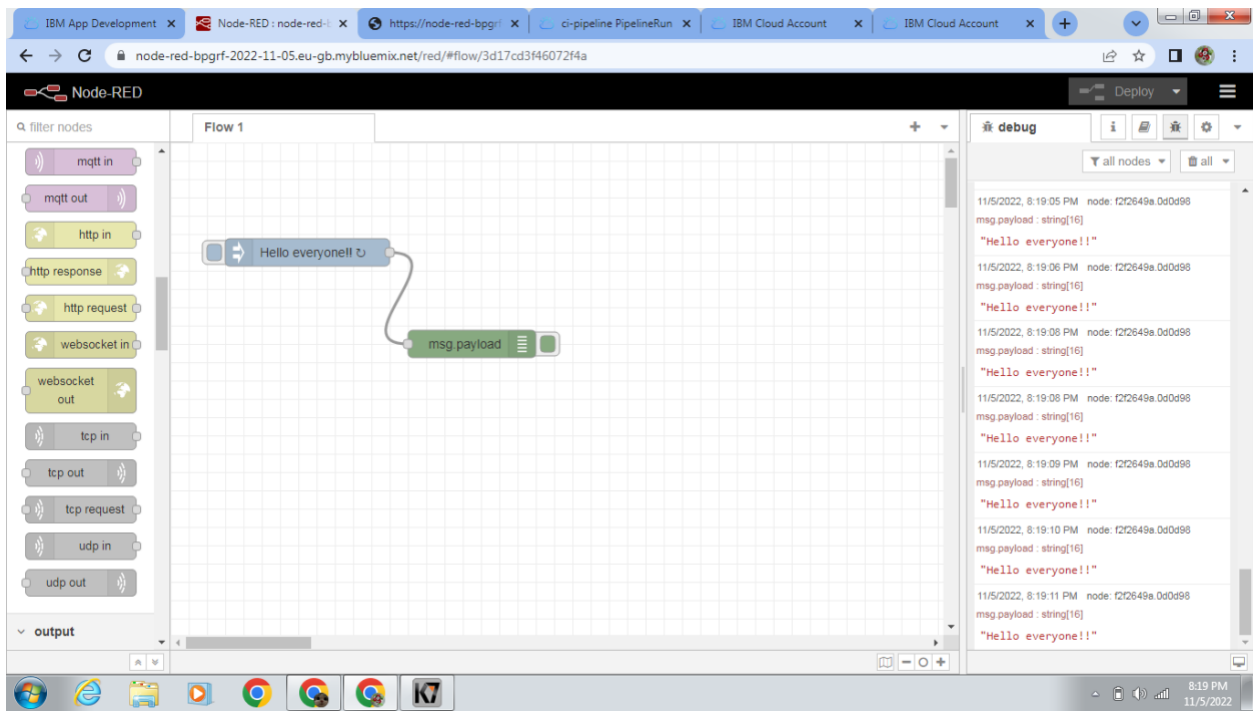 IBM App Development
Node-RED : node-red-
https://node-red-bpgrf
ci-pipeline PipelineRun
IBM Cloud Account
IBM Cloud Account
node-red-bpgrf-2022-11-05.eu-gb.mybluemix.net/red/#flow/3d17cd3f46072f4a
Node-RED
Deploy
filter nodes
Flow 1
debug
all nodes
all
mqtt in
mqtt out
http in
http response
http request
websocket in
websocket
out
tcp in
tcp out
tcp request
udp in
udp out
output
Hello everyone!! ↻
msg.payload
11/5/2022, 8:19:05 PM node: f2f2649a.0d0d98
msg.payload : string[16]
"Hello everyone!!"
11/5/2022, 8:19:06 PM node: f2f2649a.0d0d98
msg.payload : string[16]
"Hello everyone!!"
11/5/2022, 8:19:08 PM node: f2f2649a.0d0d98
msg.payload : string[16]
"Hello everyone!!"
11/5/2022, 8:19:08 PM node: f2f2649a.0d0d98
msg.payload : string[16]
"Hello everyone!!"
11/5/2022, 8:19:09 PM node: f2f2649a.0d0d98
msg.payload : string[16]
"Hello everyone!!"
11/5/2022, 8:19:10 PM node: f2f2649a.0d0d98
msg.payload : string[16]
"Hello everyone!!"
11/5/2022, 8:19:11 PM node: f2f2649a.0d0d98
msg.payload : string[16]
"Hello everyone!!"
K7
8:19 PM
11/5/2022